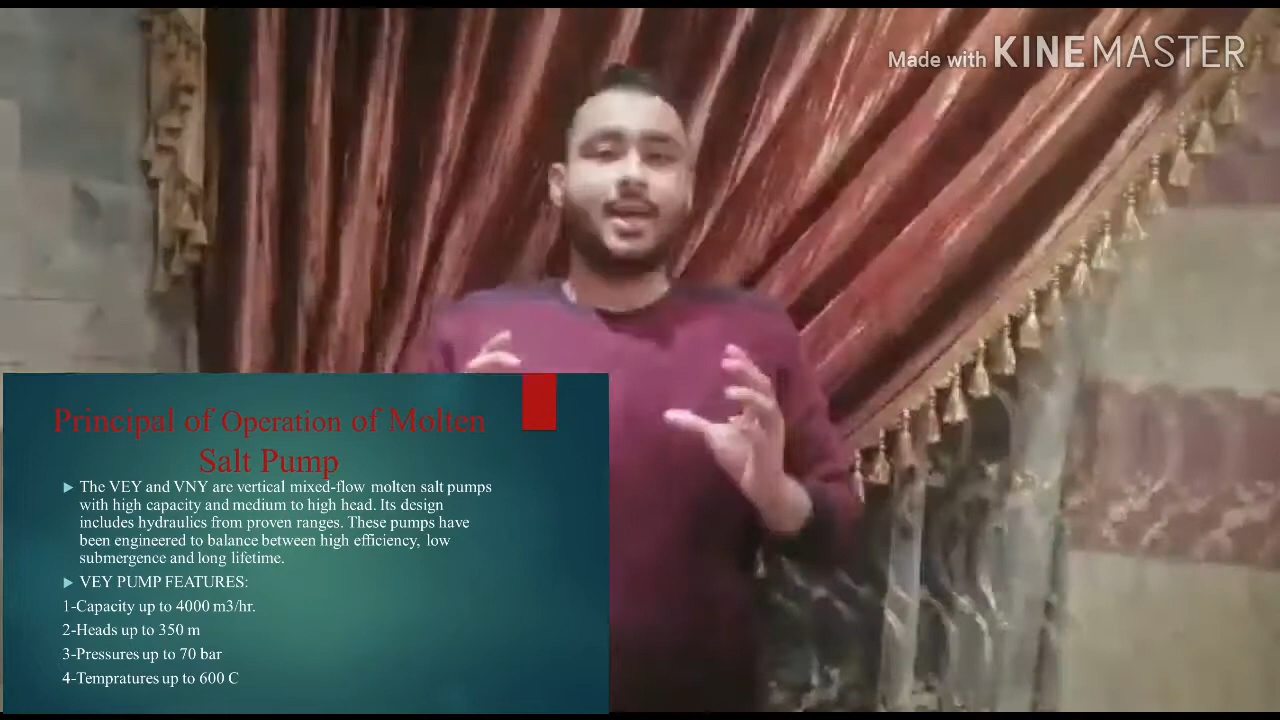 Made with KINEMASTER
Principal of Operation of Molten
Salt Pump
The VEY and VNY are vertical mixed-flow molten salt pumps
with high capacity and medium to high head. Its design
includes hydraulics from proven ranges. These pumps have
been engineered to balance between high efficiency, low
submergence and long lifetime.
VEY PUMP FEATURES:
1-Capacity up to 4000 m3/hr.
2-Heads up to 350 m
3-Pressures up to 70 bar
4-Tempratures up to 600 C